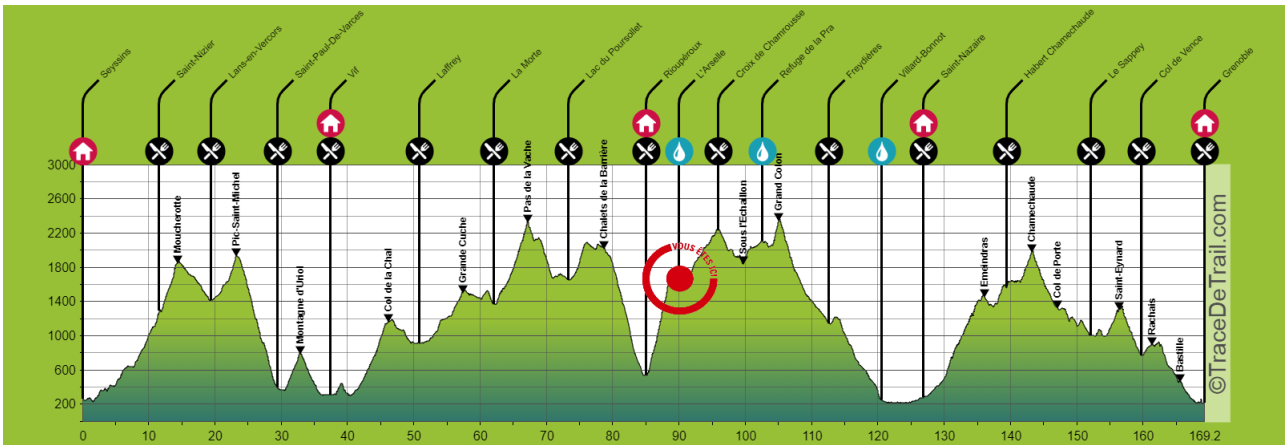 Seyssins
Saint-Nizier
Lans-en-Vercors
Saint-Paul-De-Varces
Vif
Laffrey
La Morte
Lac du Poursollet
Rioupéroux
L'Arselle
Croix de Chamrousse
Refuge de la Pra
Freydières
Villard-Bonnot
Saint-Nazaire
Habert Chamechaude
Le Sappey
Col de Vence
Grenoble
3000
2600
2200
1800
1400
1000
600
200
Moucherotte
Pic-Saint-Michel
Montagne d'Uriol
Col de la Chal
Grande Cuche
Pas de la Vache
Chalets de la Barrière
VOUS ÊTES ICI
Sous l'Echaillon
Grand Colon
Emeindras
Chamechaude
Col de Porte
Saint-Eynard
Rachais
Bastille
©TraceDeTrail.com
0 10 20 30 40 50 60 70 80 90 100 110 120 130 140 150 160 169.2